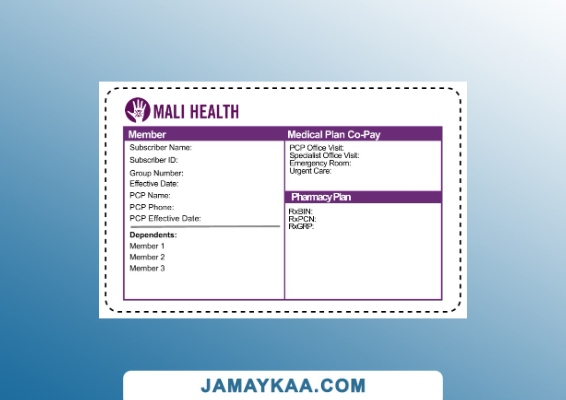 MALI HEALTH
Member
Subscriber Name:
Subscriber ID:
Group Number:
Effective Date:
PCP Name:
PCP Phone:
PCP Effective Date:
Dependents:
Member 1
Member 2
Member 3
Medical Plan Co-Pay
PCP Office Visit:
Specialist Office Visit:
Emergency Room:
Urgent Care:
Pharmacy Plan
RxBIN:
RxPCN:
RxGRP:
JAMAYKAA.COM